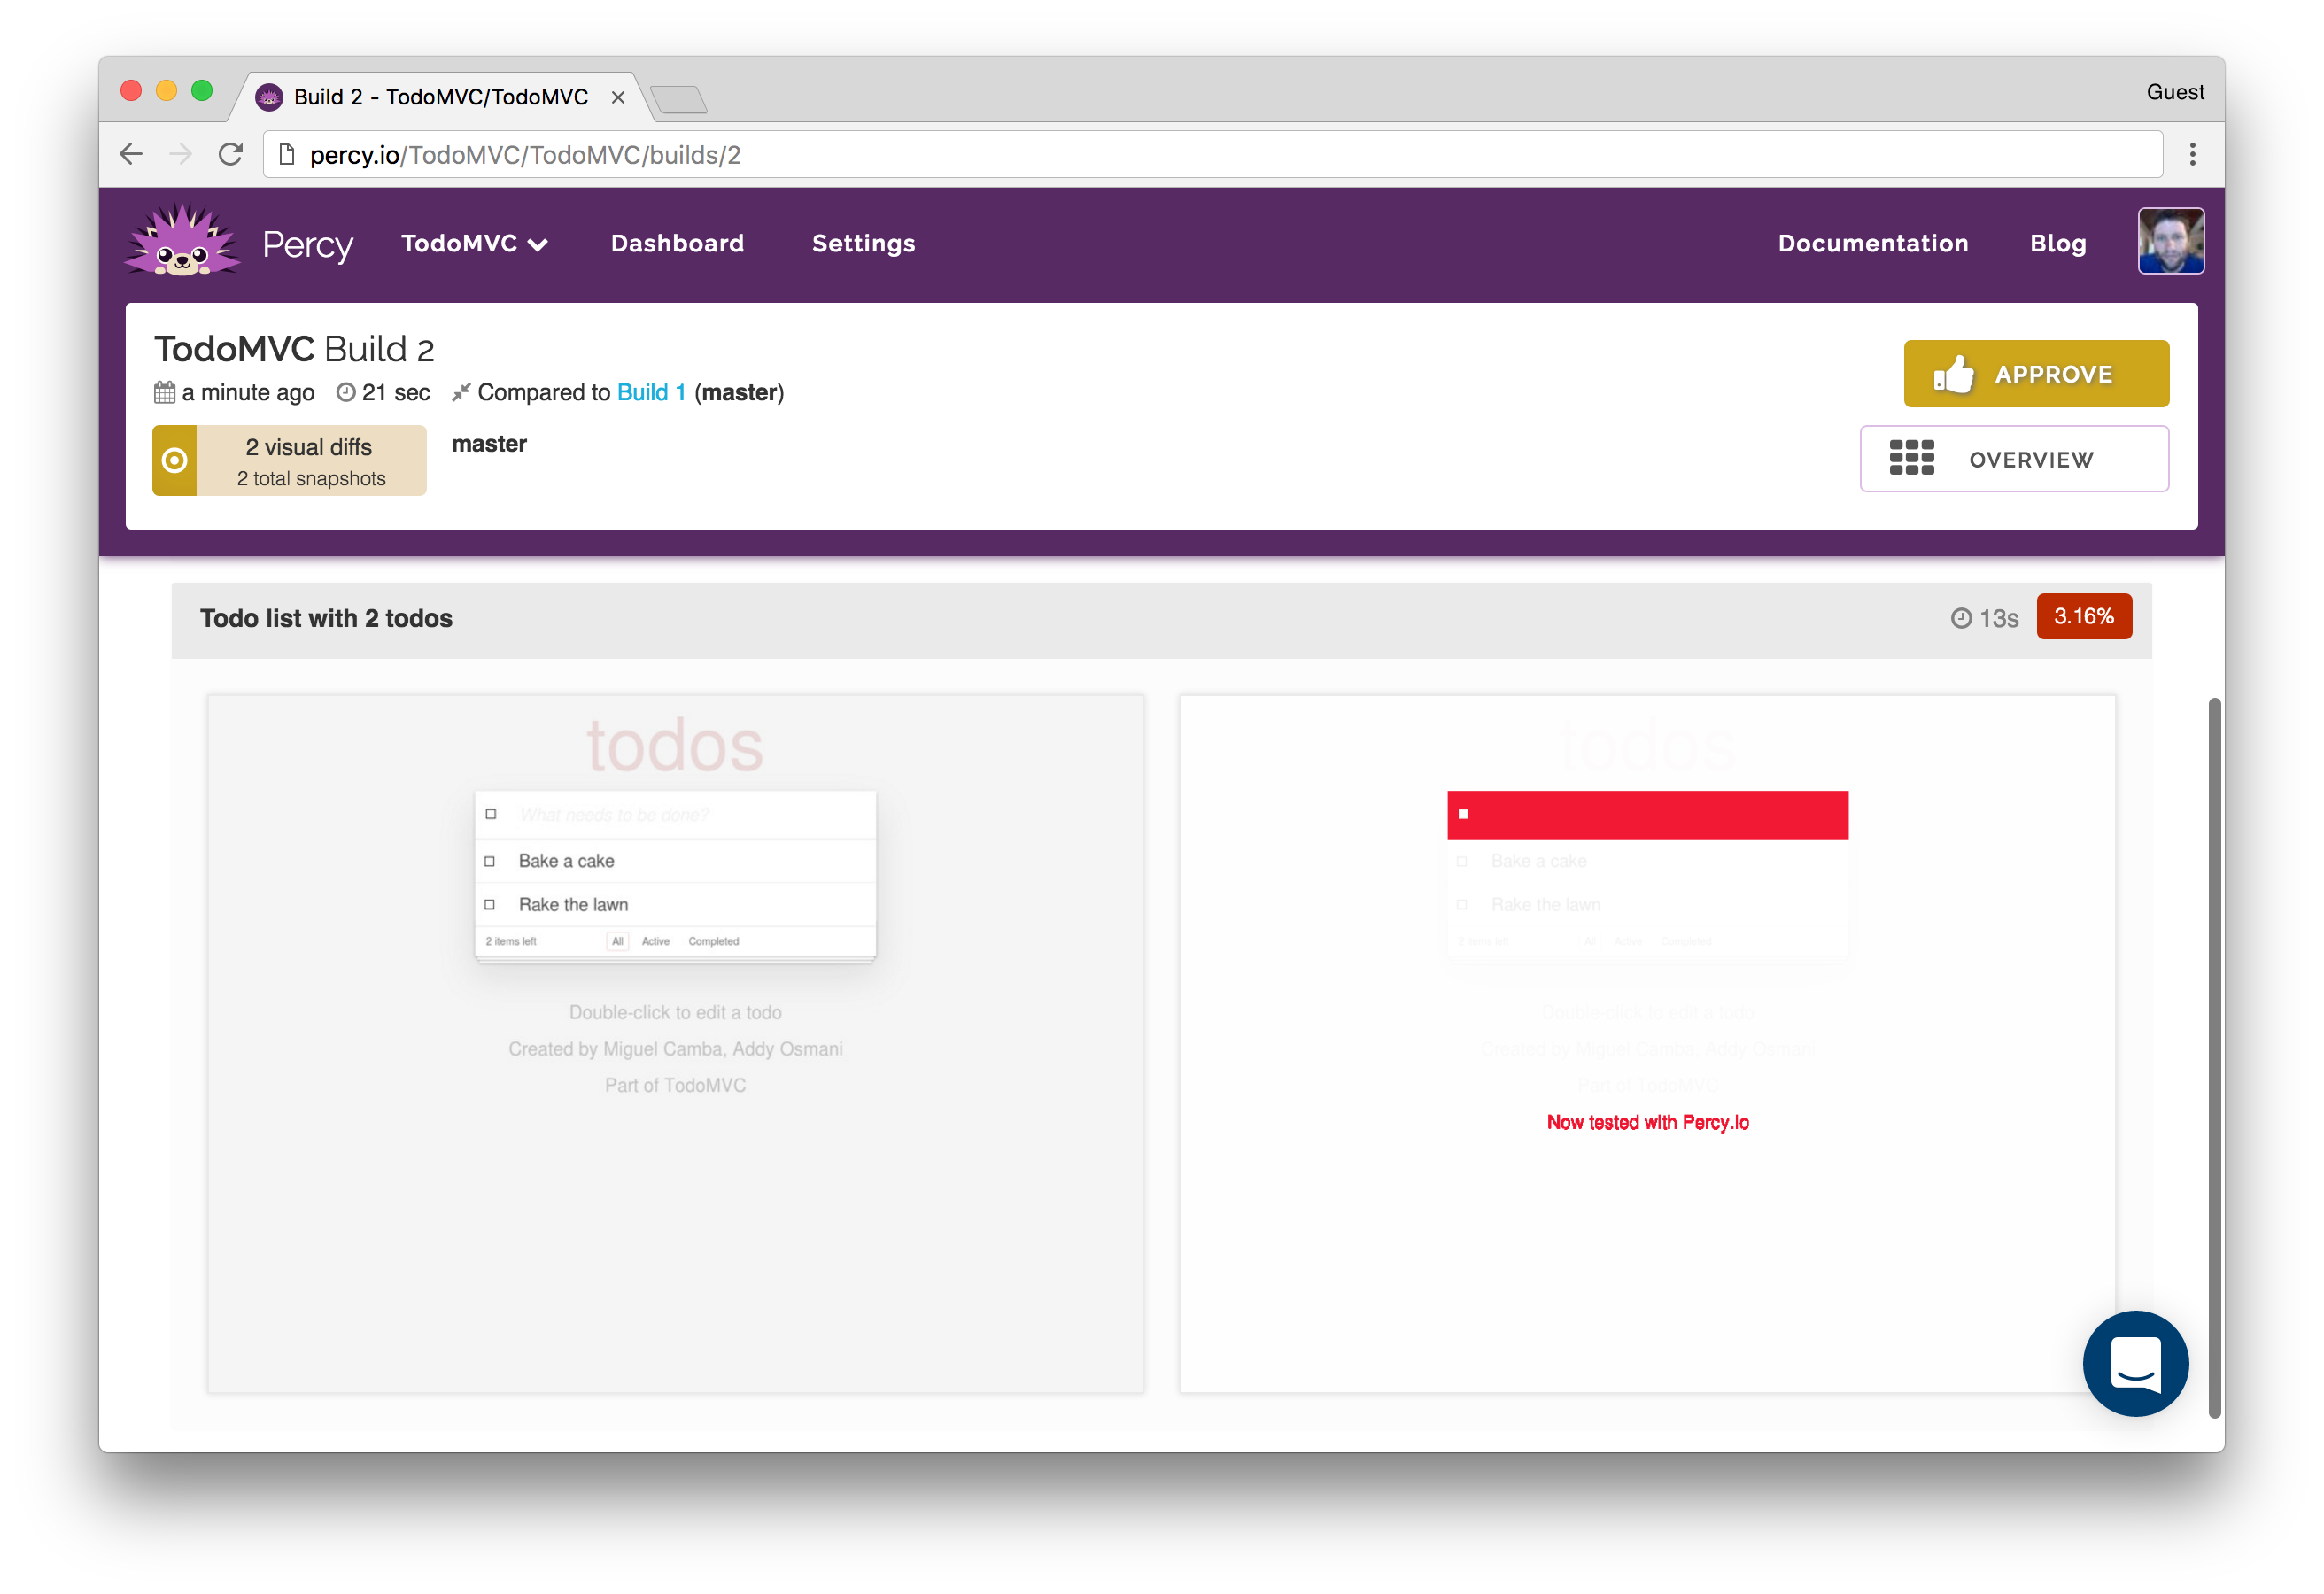 Build 2 - TodoMVC/TodoMVC
Guest
percy.io/TodoMVC/TodoMVC/builds/2
Percy
TodoMVC
Dashboard
Settings
Documentation
Blog
TodoMVC Build 2
a minute ago 21 sec Compared to Build 1 (master)
APPROVE
2 visual diffs
2 total snapshots
master
OVERVIEW
Todo list with 2 todos
13s
3.16%
todos
What needs to be done?
Bake a cake
Rake the lawn
2 items left All Active Completed
Double-click to edit a todo
Created by Miguel Camba, Addy Osmani
Part of TodoMVC
todos
Bake a cake
Rake the lawn
2 items left All Active Completed
Double-click to edit a todo
Created by Miguel Camba, Addy Osmani
Part of TodoMVC
Now tested with Percy.io